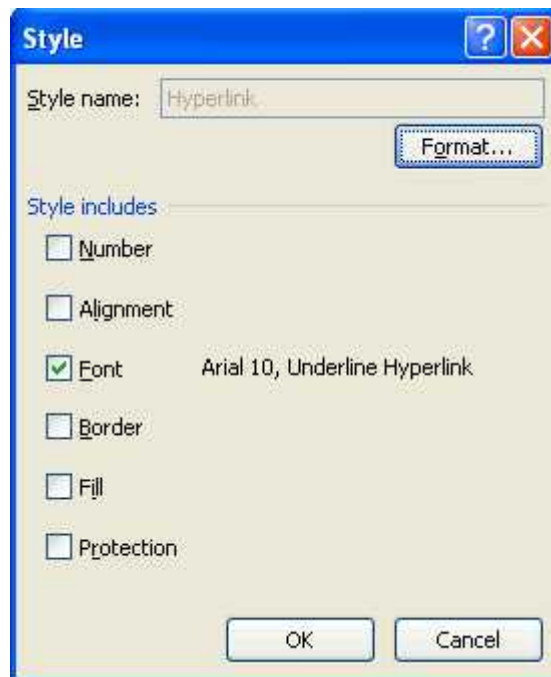 Style
Style name: Hyperlink
Format...
Style includes
Number
Alignment
Font Arial 10, Underline Hyperlink
Border
Fill
Protection
OK Cancel